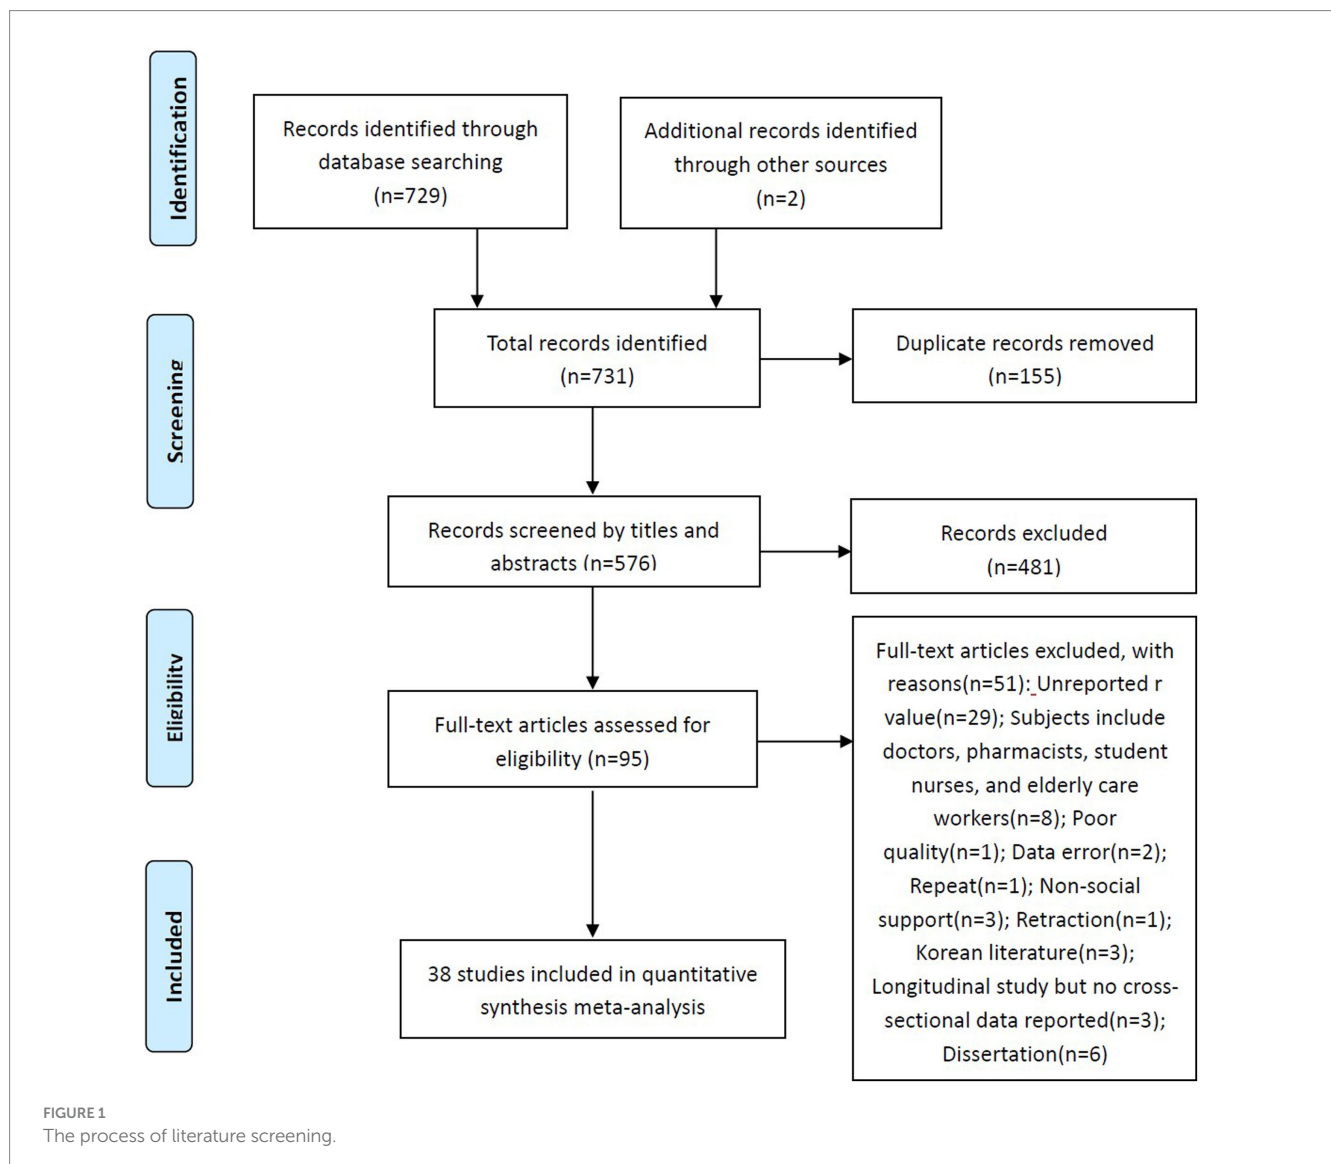 Identification
Records identified through
database searching
(n=729)
Additional records identified
through other sources
(n=2)
Screening
Total records identified
(n=731)
Duplicate records removed
(n=155)
Records screened by titles and
abstracts (n=576)
Records excluded
(n=481)
Eligibility
Full-text articles assessed for
eligibility (n=95)
Full-text articles excluded, with
reasons(n=51): Unreported r
value(n=29); Subjects include
doctors, pharmacists, student
nurses, and elderly care
workers(n=8); Poor
quality(n=1); Data error(n=2);
Repeat(n=1); Non-social
support(n=3); Retraction(n=1);
Korean literature(n=3);
Longitudinal study but no cross-
sectional data reported(n=3);
Dissertation(n=6)
Included
38 studies included in quantitative
synthesis meta-analysis
FIGURE 1
The process of literature screening.